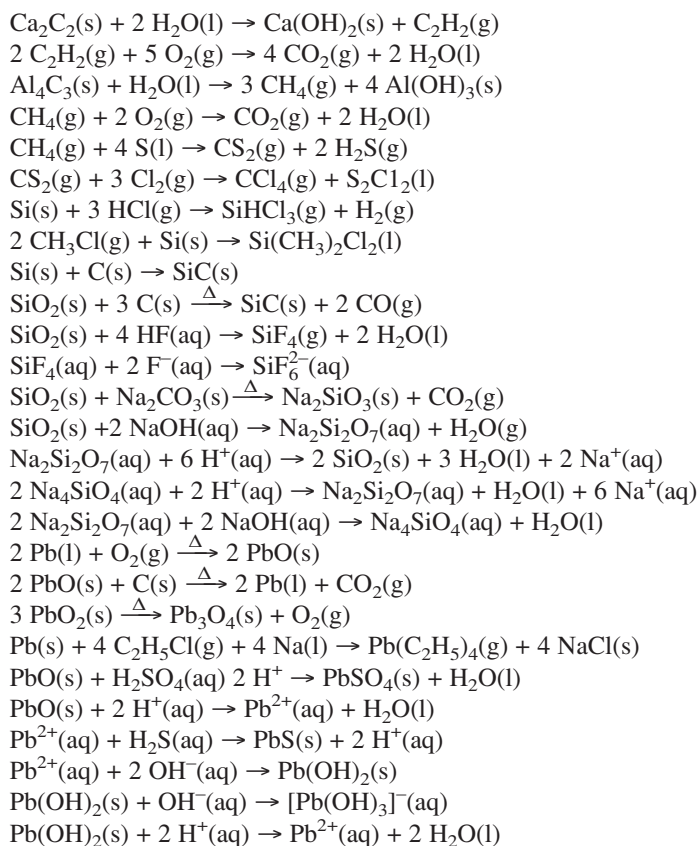 Ca₂C₂(s) + 2 H₂O(l) → Ca(OH)₂(s) + C₂H₂(g)
2 C₂H₂(g) + 5 O₂(g) → 4 CO₂(g) + 2 H₂O(l)
Al₄C₃(s) + H₂O(l) → 3 CH₄(g) + 4 Al(OH)₃(s)
CH₄(g) + 2 O₂(g) → CO₂(g) + 2 H₂O(l)
CH₄(g) + 4 S(l) → CS₂(g) + 2 H₂S(g)
CS₂(g) + 3 Cl₂(g) → CCl₄(g) + S₂C1₂(l)
Si(s) + 3 HCl(g) → SiHCl₃(g) + H₂(g)
2 CH₃Cl(g) + Si(s) → Si(CH₃)₂Cl₂(l)
Si(s) + C(s) → SiC(s)
SiO₂(s) + 3 C(s) —Δ→ SiC(s) + 2 CO(g)
SiO₂(s) + 4 HF(aq) → SiF₄(g) + 2 H₂O(l)
SiF₄(aq) + 2 F⁻(aq) → SiF₆²⁻(aq)
SiO₂(s) + Na₂CO₃(s) —Δ→ Na₂SiO₃(s) + CO₂(g)
SiO₂(s) +2 NaOH(aq) → Na₂Si₂O₇(aq) + H₂O(g)
Na₂Si₂O₇(aq) + 6 H⁺(aq) → 2 SiO₂(s) + 3 H₂O(l) + 2 Na⁺(aq)
2 Na₄SiO₄(aq) + 2 H⁺(aq) → Na₂Si₂O₇(aq) + H₂O(l) + 6 Na⁺(aq)
2 Na₂Si₂O₇(aq) + 2 NaOH(aq) → Na₄SiO₄(aq) + H₂O(l)
2 Pb(l) + O₂(g) —Δ→ 2 PbO(s)
2 PbO(s) + C(s) —Δ→ 2 Pb(l) + CO₂(g)
3 PbO₂(s) —Δ→ Pb₃O₄(s) + O₂(g)
Pb(s) + 4 C₂H₅Cl(g) + 4 Na(l) → Pb(C₂H₅)₄(g) + 4 NaCl(s)
PbO(s) + H₂SO₄(aq) 2 H⁺ → PbSO₄(s) + H₂O(l)
PbO(s) + 2 H⁺(aq) → Pb²⁺(aq) + H₂O(l)
Pb²⁺(aq) + H₂S(aq) → PbS(s) + 2 H⁺(aq)
Pb²⁺(aq) + 2 OH⁻(aq) → Pb(OH)₂(s)
Pb(OH)₂(s) + OH⁻(aq) → [Pb(OH)₃]⁻(aq)
Pb(OH)₂(s) + 2 H⁺(aq) → Pb²⁺(aq) + 2 H₂O(l)